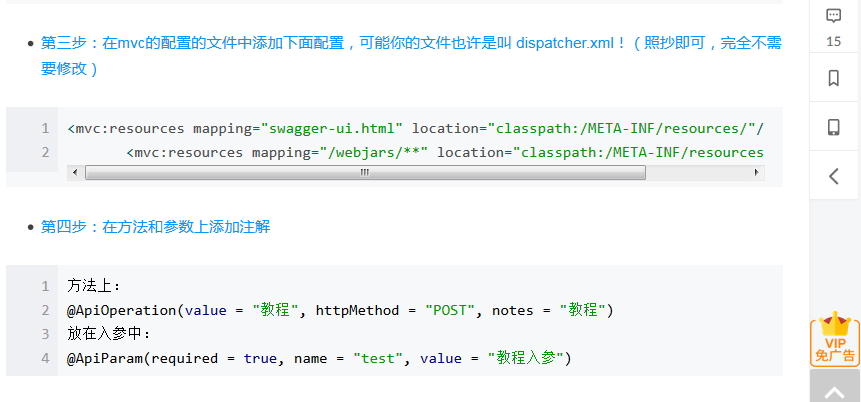 第三步：在mvc的配置的文件中添加下面配置，可能你的文件也许是叫 dispatcher.xml！（照抄即可，完全不需
要修改）
15
1 <mvc:resources mapping="swagger-ui.html" location="classpath:/META-INF/resources/"/
2 <mvc:resources mapping="/webjars/**" location="classpath:/META-INF/resources
第四步：在方法和参数上添加注解
1 方法上：
2 @ApiOperation(value = "教程", httpMethod = "POST", notes = "教程")
3 放在入参中：
4 @ApiParam(required = true, name = "test", value = "教程入参")
VIP
免广告